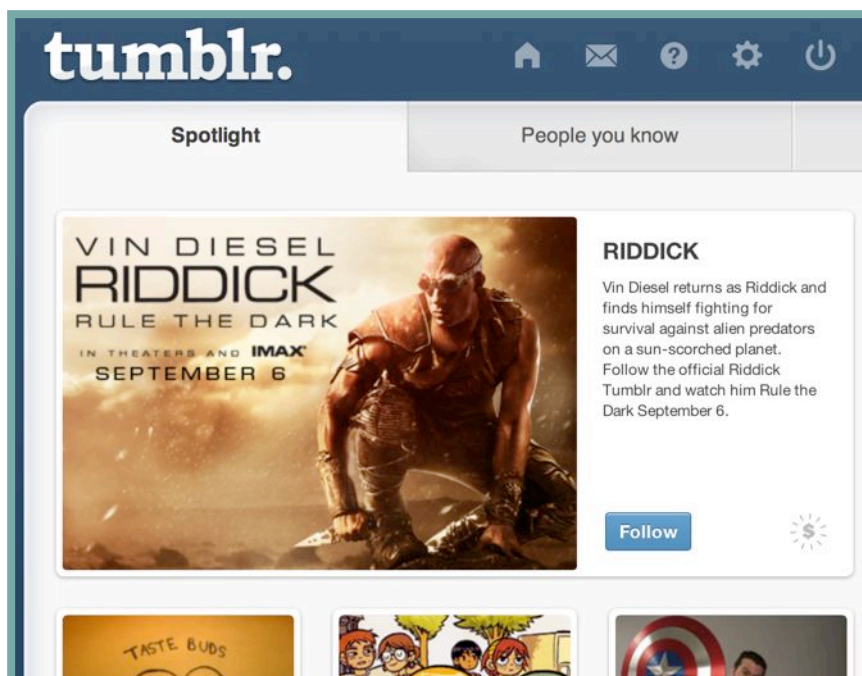 tumblr.
Spotlight
People you know
VIN DIESEL
RIDDICK
RULE THE DARK
IN THEATERS AND IMAX
SEPTEMBER 6
RIDDICK
Vin Diesel returns as Riddick and
finds himself fighting for
survival against alien predators
on a sun-scorched planet.
Follow the official Riddick
Tumblr and watch him Rule the
Dark September 6.
Follow
$
TASTE BUDS